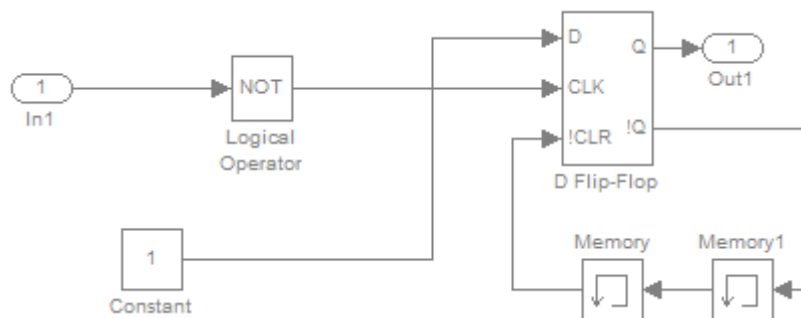 D
Q
1
Out1
1
In1
NOT
Logical
Operator
CLK
!CLR
!Q
D Flip-Flop
1
Constant
Memory
Memory1